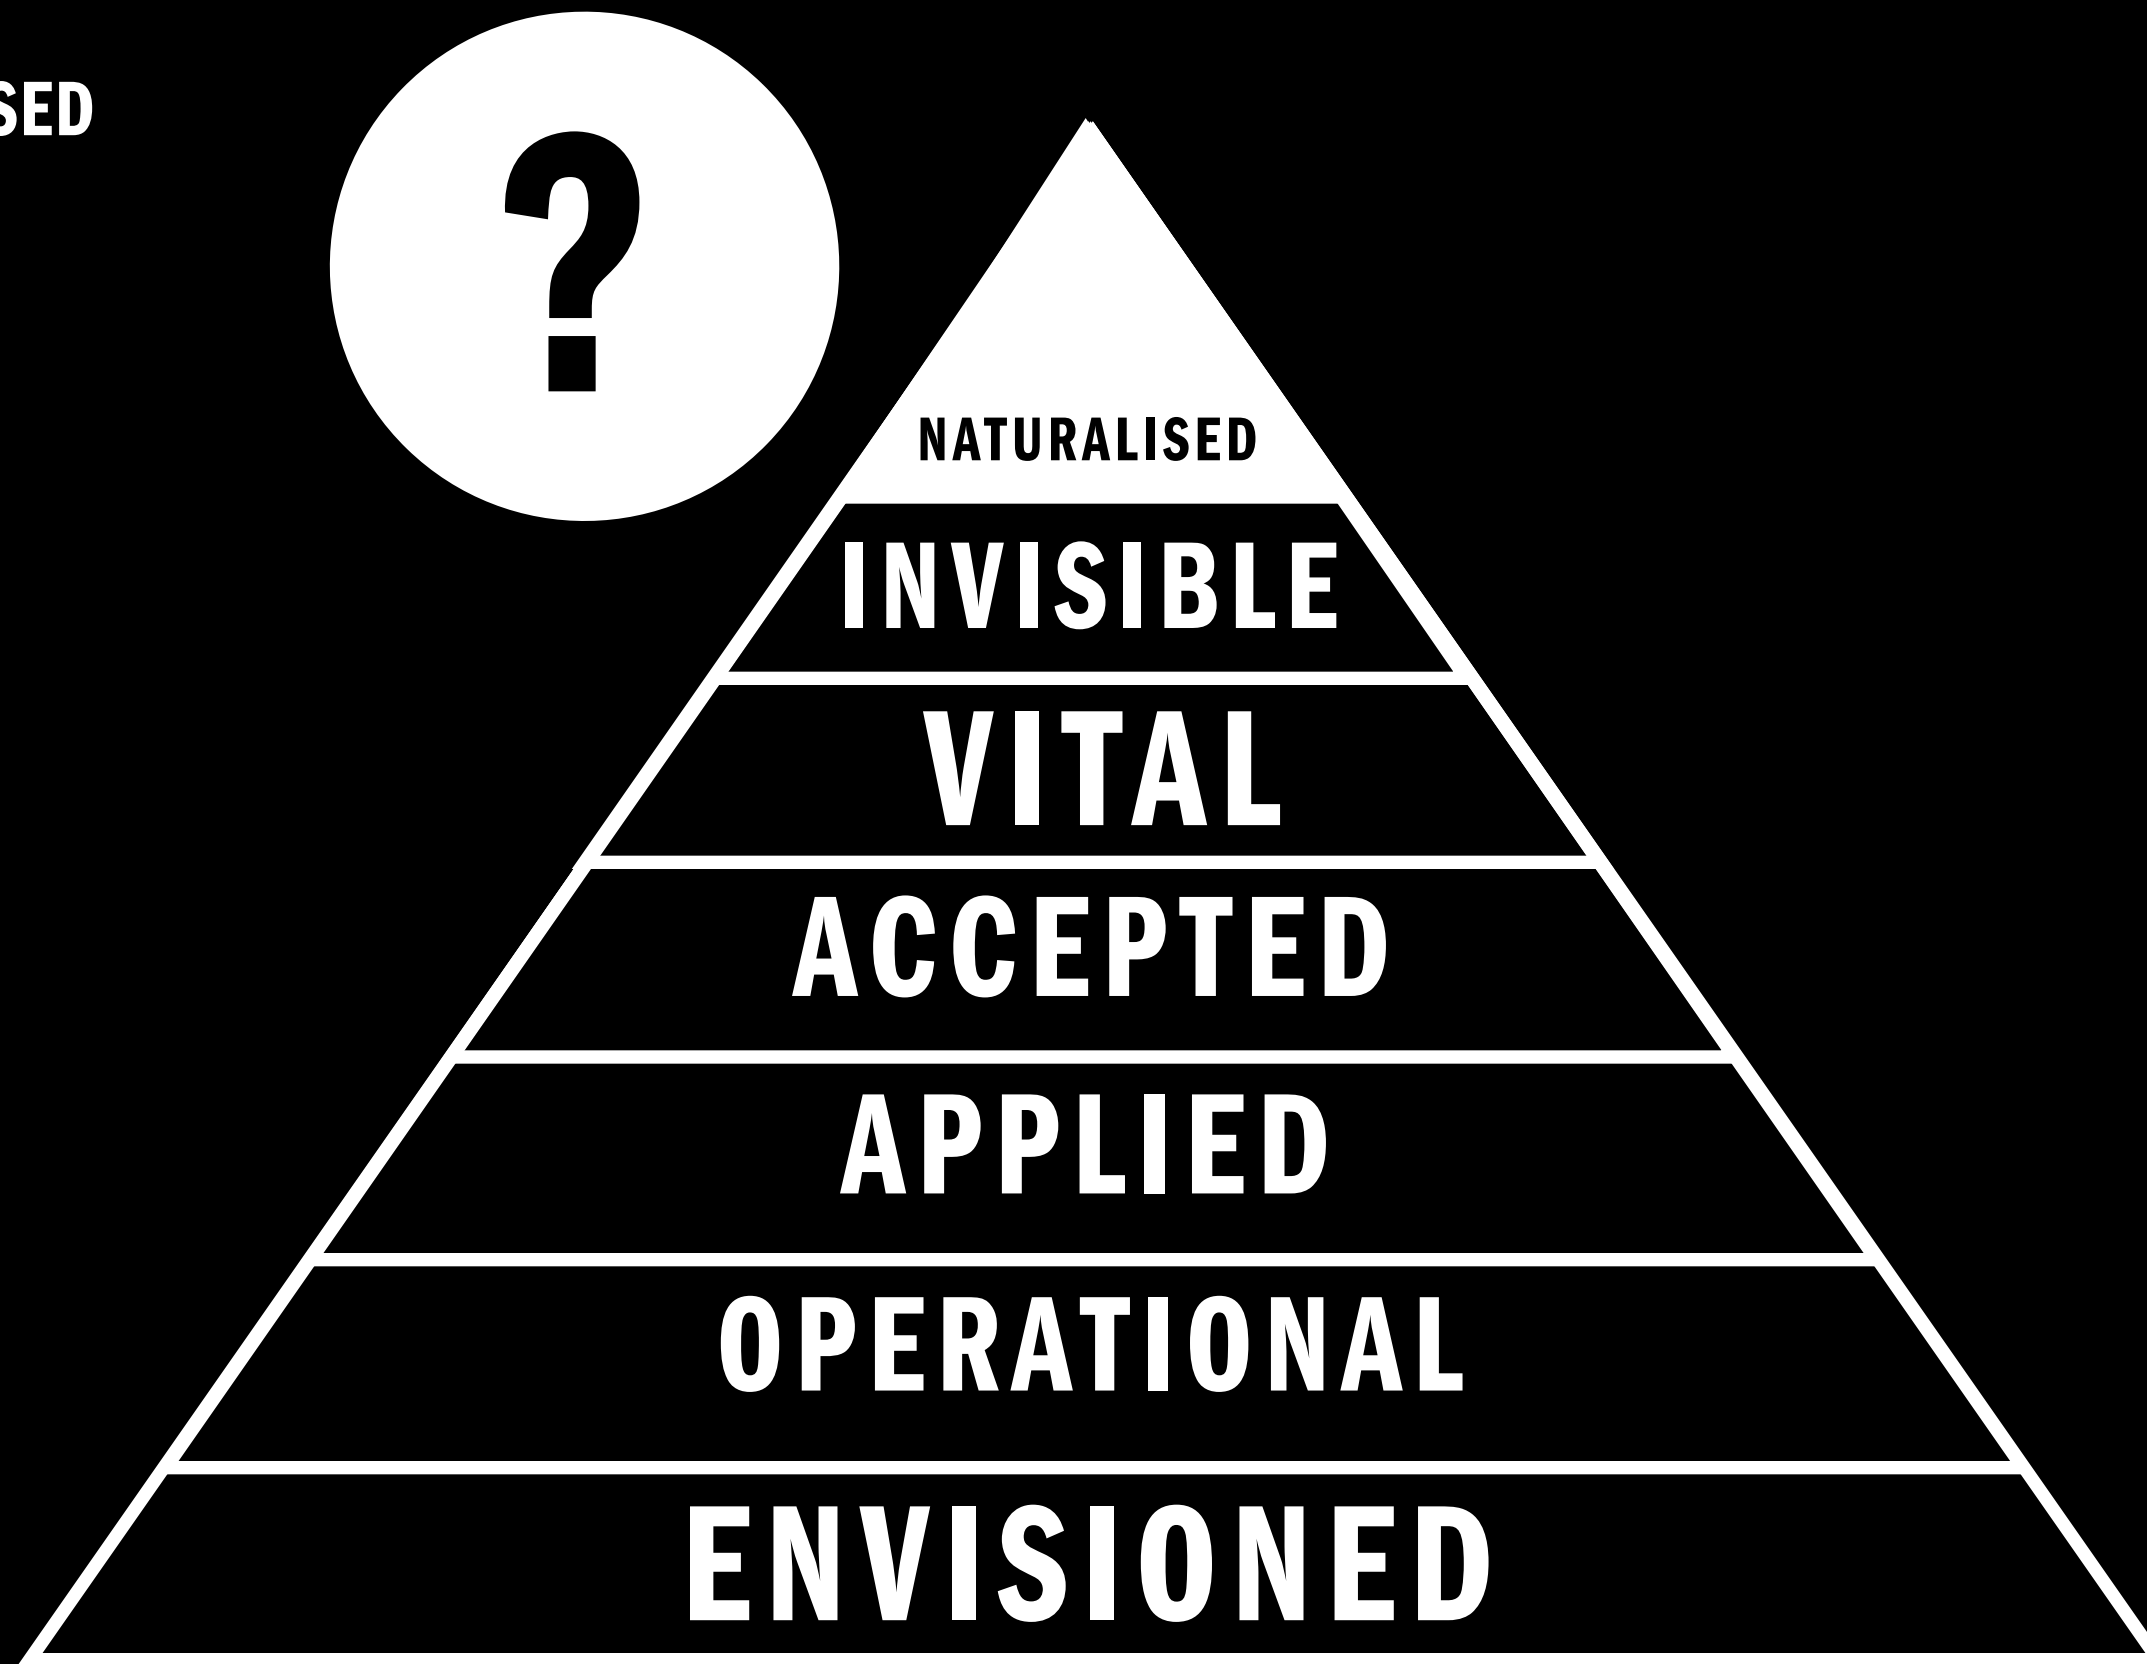 SED
?
NATURALISED
INVISIBLE
VITAL
ACCEPTED
APPLIED
OPERATIONAL
ENVISIONED